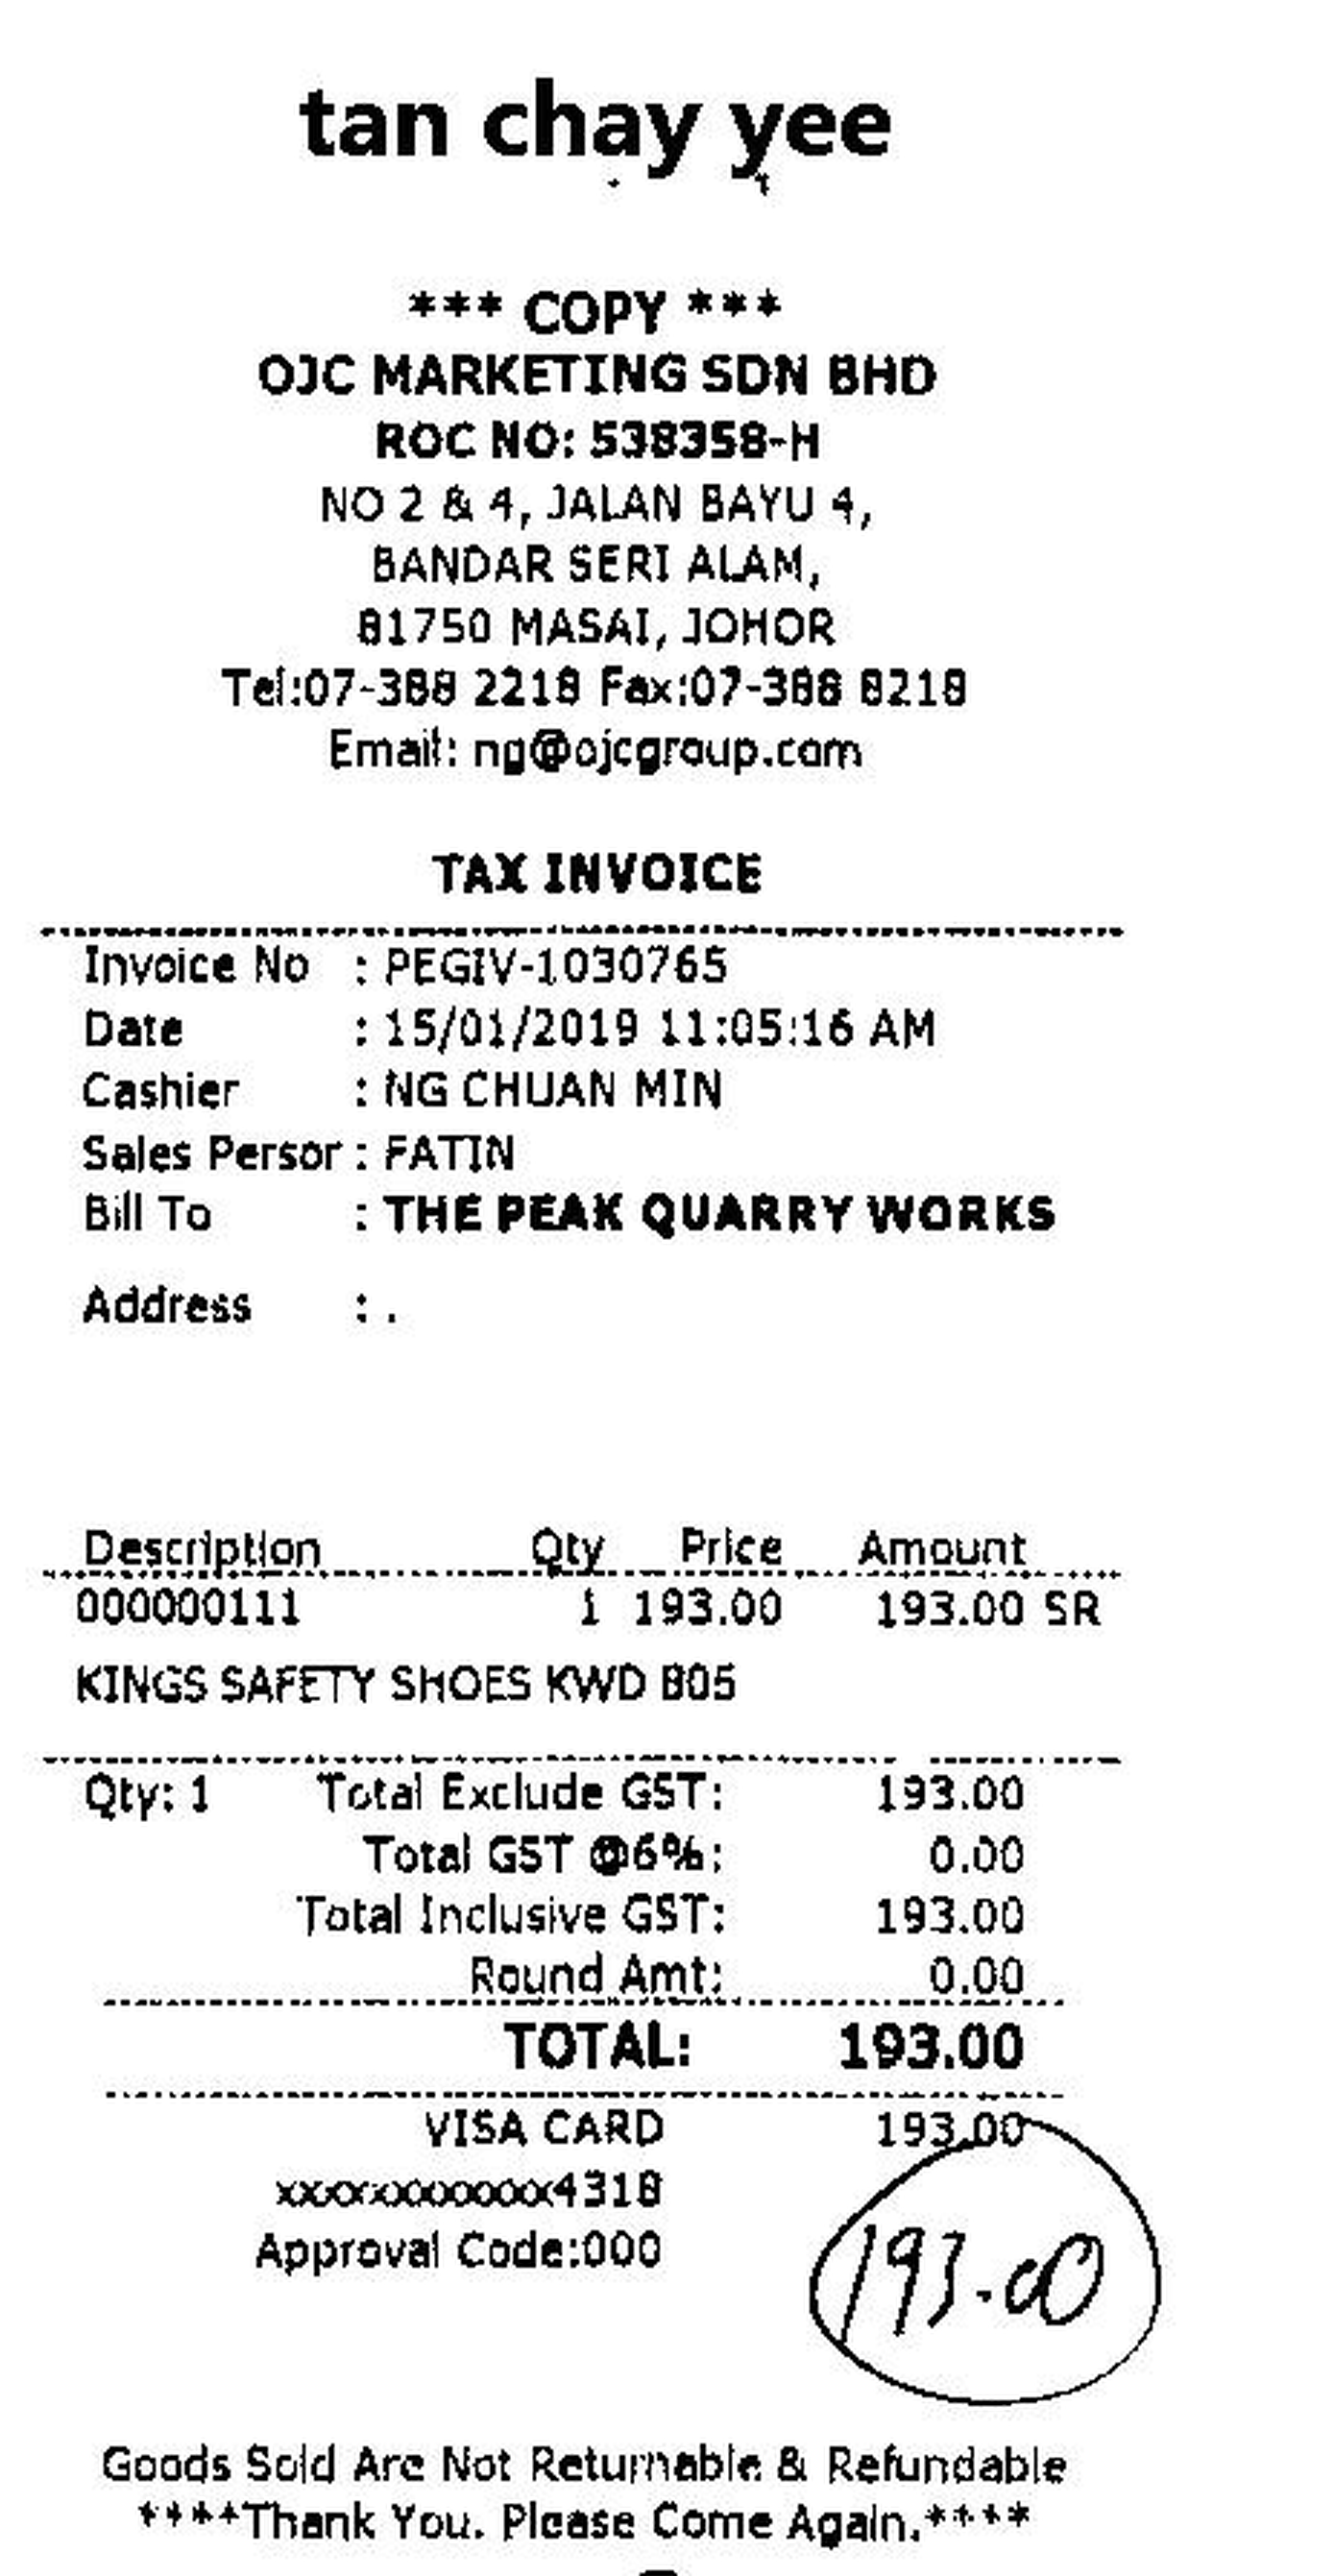 tan chay yee
*** COPY ***
OJC MARKETING SDN BHD
ROC NO: 538358-H
NO 2 & 4, JALAN BAYU 4,
BANDAR SERI ALAM,
81750 MASAI, JOHOR
Tel:07-388 2218 Fax:07-388 8218
Email: ng@ojcgroup.com
TAX INVOICE
Invoice No : PEGIV-1030765
Date : 15/01/2019 11:05:16 AM
Cashier : NG CHUAN MIN
Sales Persor : FATIN
Bill To : THE PEAK QUARRY WORKS
Address : .
Description Qty Price Amount
000000111 1 193.00 193.00 SR
KINGS SAFETY SHOES KWD 805
Qty: 1 Total Exclude GST: 193.00
Total GST @6%: 0.00
Total Inclusive GST: 193.00
Round Amt: 0.00
TOTAL: 193.00
VISA CARD 193.00
xxxxxxxxxxxx4318
Approval Code:000
193.00
Goods Sold Are Not Returnable & Refundable
****Thank You. Please Come Again.****